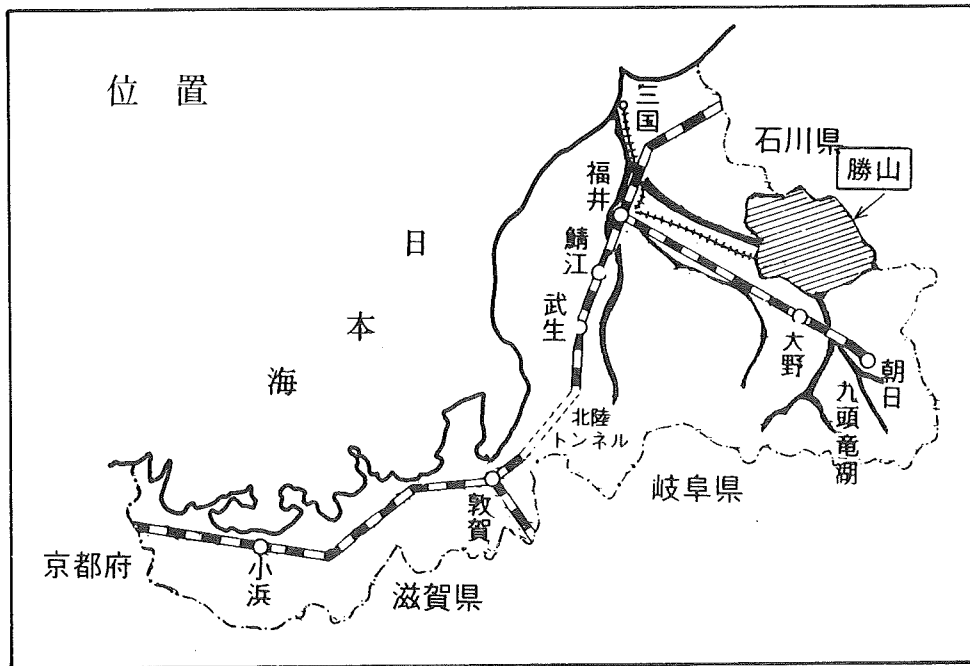 位置
三国
石川県
勝山
福井
鯖江
日本海
武生
大野
朝日
九頭竜湖
北陸
トンネル
岐阜県
敦賀
京都府
小浜
滋賀県